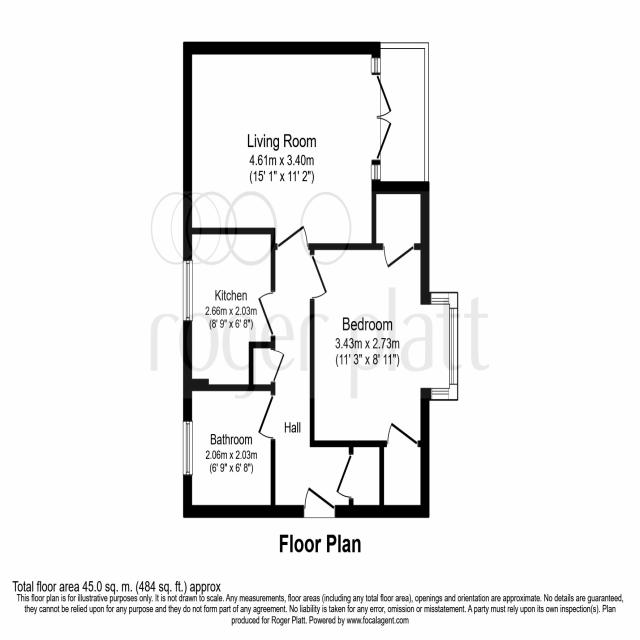 Living Room
4.61m x 3.40m
(15' 1" x 11' 2")
Kitchen
2.66m x 2.03m
(8' 9" x 6' 8")
roger platt
Bedroom
3.43m x 2.73m
(11' 3" x 8' 11")
Hall
Bathroom
2.06m x 2.03m
(6' 9" x 6' 8")
Floor Plan
Total floor area 45.0 sq. m. (484 sq. ft.) approx
This floor plan is for illustrative purposes only. It is not drawn to scale. Any measurements, floor areas (including any total floor area), openings and orientation are approximate. No details are guaranteed,
they cannot be relied upon for any purpose and they do not form part of any agreement. No liability is taken for any error, omission or misstatement. A party must rely upon its own inspection(s). Plan
produced for Roger Platt. Powered by www.focalagent.com